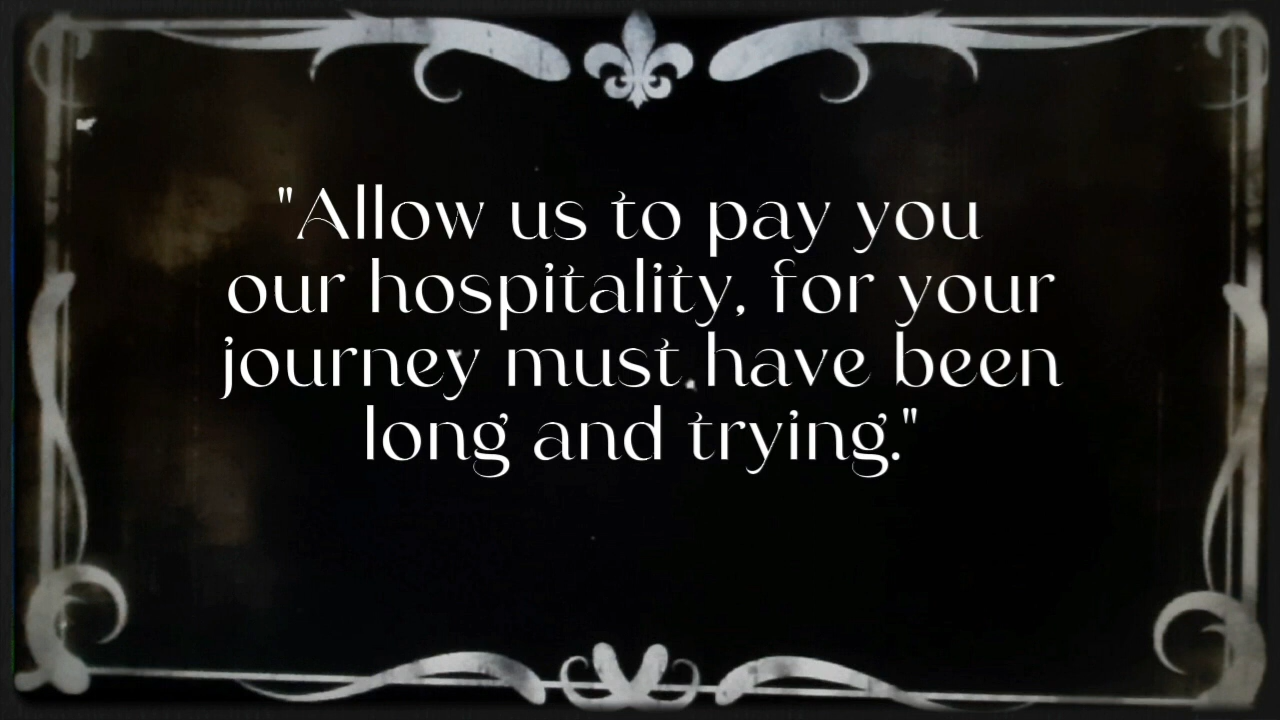 "Allow us to pay you
our hospitality, for your
journey must have been
long and trying."